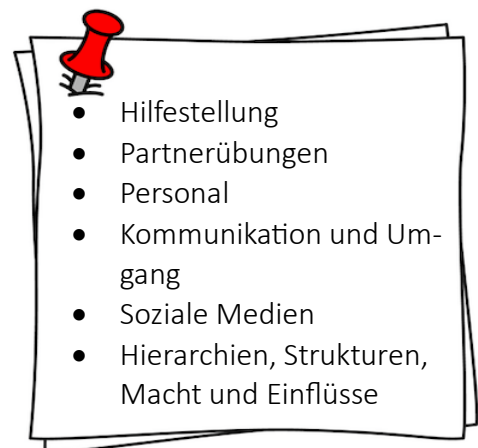 • Hilfestellung
• Partnerübungen
• Personal
• Kommunikation und Um-
gang
• Soziale Medien
• Hierarchien, Strukturen,
Macht und Einflüsse